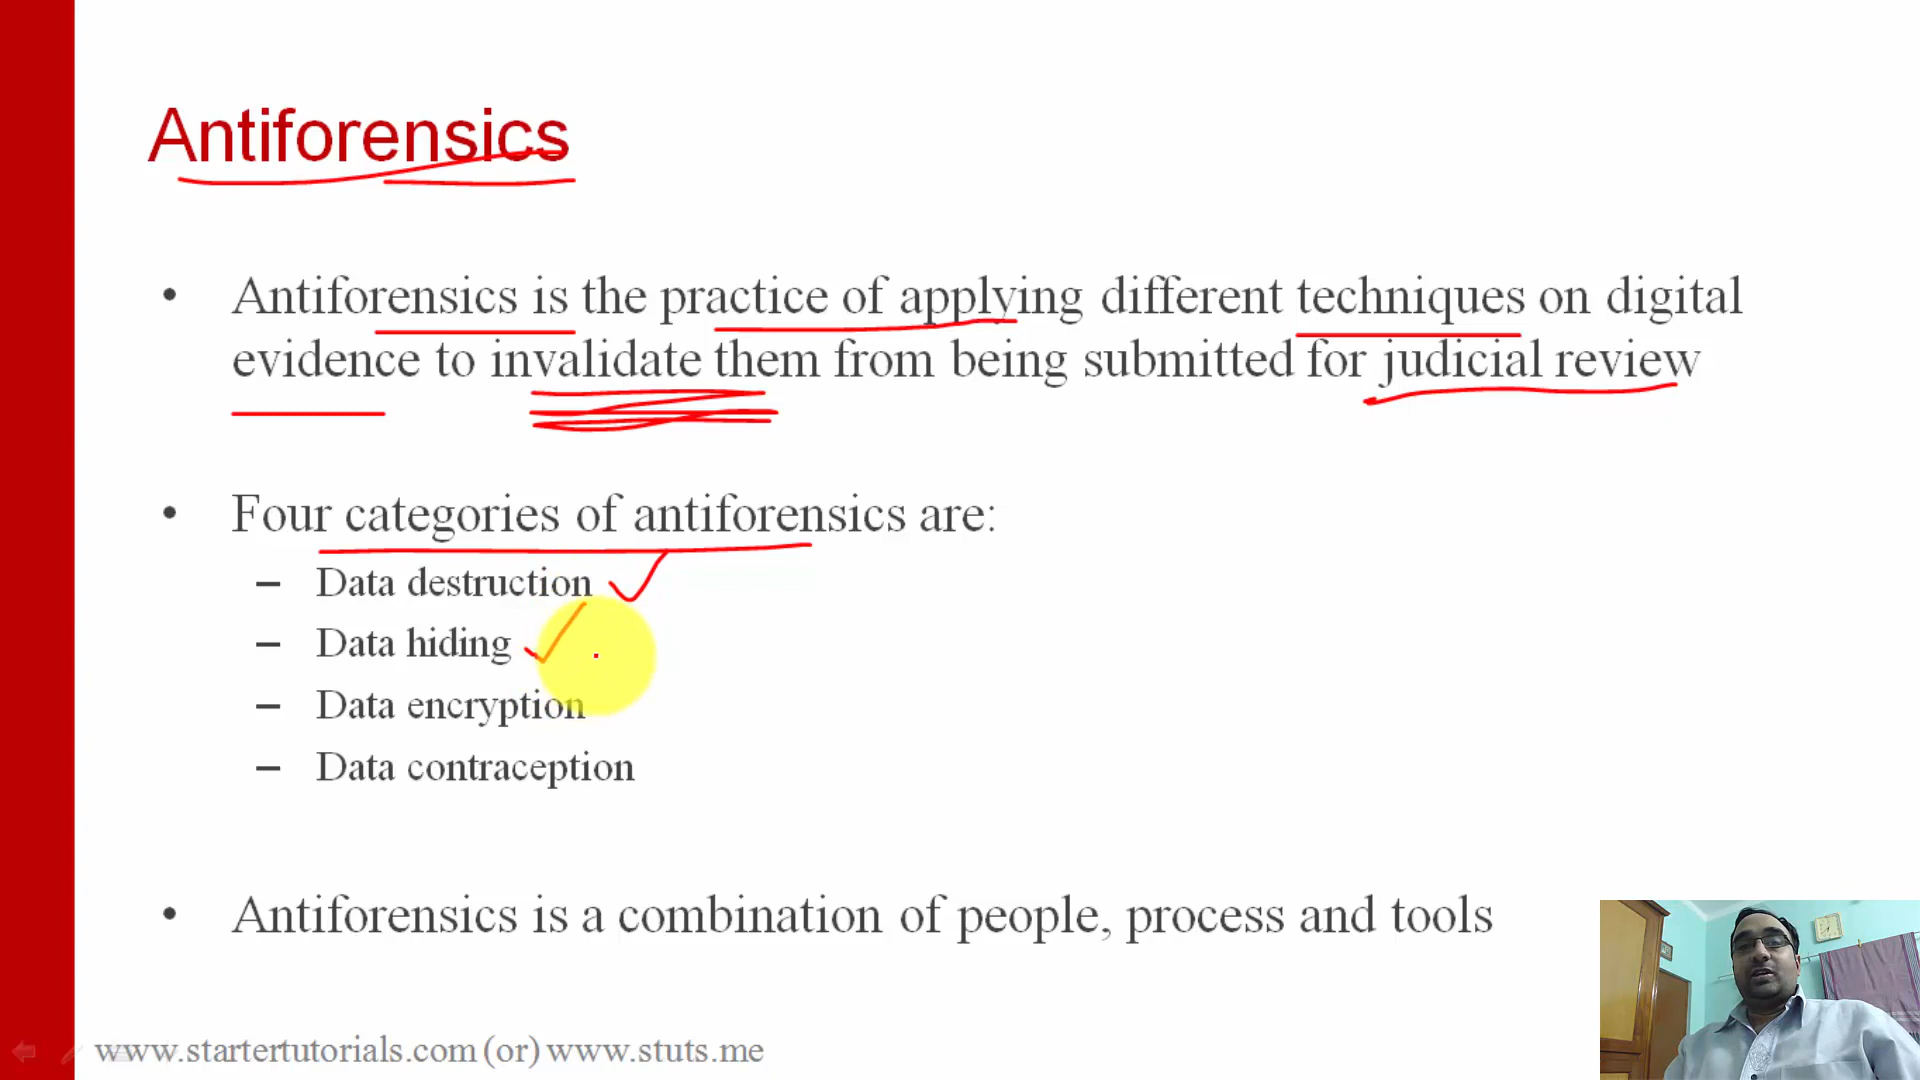 Antiforensics
• Antiforensics is the practice of applying different techniques on digital
evidence to invalidate them from being submitted for judicial review
• Four categories of antiforensics are:
– Data destruction
– Data hiding
– Data encryption
– Data contraception
• Antiforensics is a combination of people, process and tools
www.startertutorials.com (or) www.stuts.me